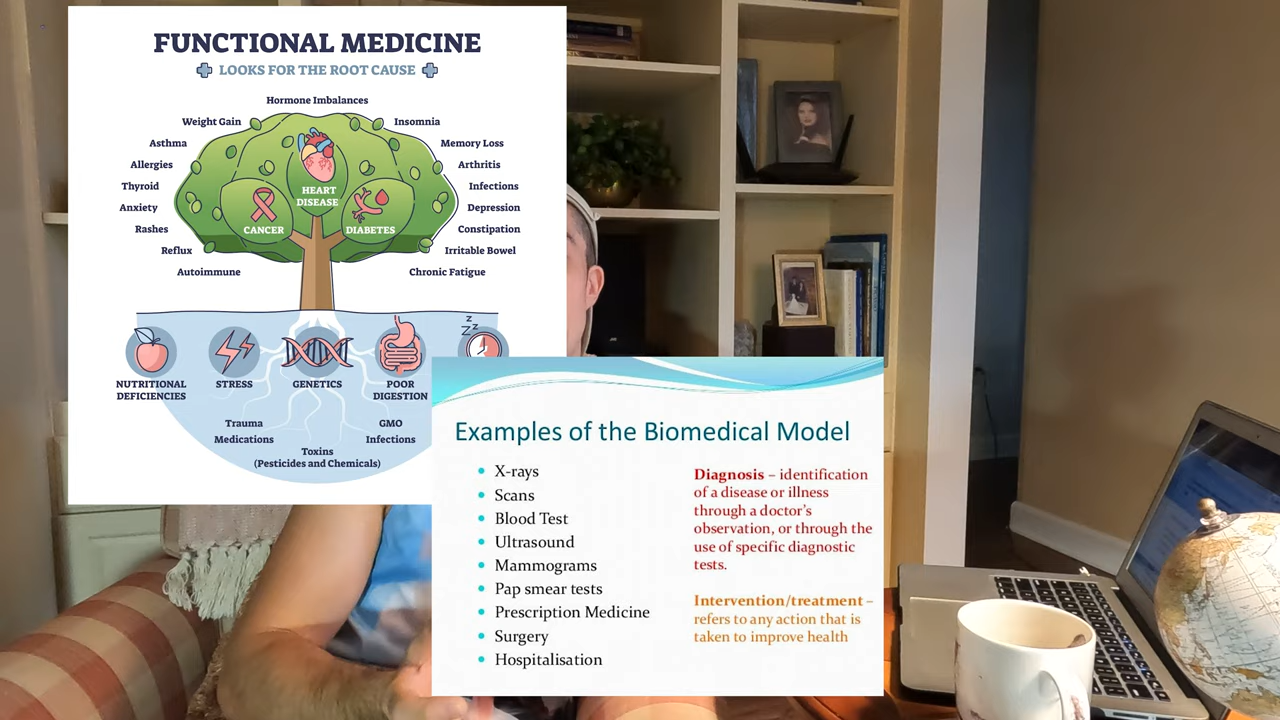 FUNCTIONAL MEDICINE
LOOKS FOR THE ROOT CAUSE
Hormone Imbalances
Weight Gain
Insomnia
Asthma
Memory Loss
Allergies
Arthritis
Thyroid
Infections
Anxiety
Depression
Rashes
Constipation
Reflux
Irritable Bowel
Autoimmune
Chronic Fatigue
HEART
DISEASE
CANCER
DIABETES
Z Z Z
NUTRITIONAL
DEFICIENCIES
STRESS
GENETICS
POOR
DIGESTION
Trauma
GMO
Medications
Infections
Toxins
(Pesticides and Chemicals)
Examples of the Biomedical Model
• X-rays
• Scans
• Blood Test
• Ultrasound
• Mammograms
• Pap smear tests
• Prescription Medicine
• Surgery
• Hospitalisation
Diagnosis – identification
of a disease or illness
through a doctor's
observation, or through the
use of specific diagnostic
tests.
Intervention/treatment –
refers to any action that is
taken to improve health